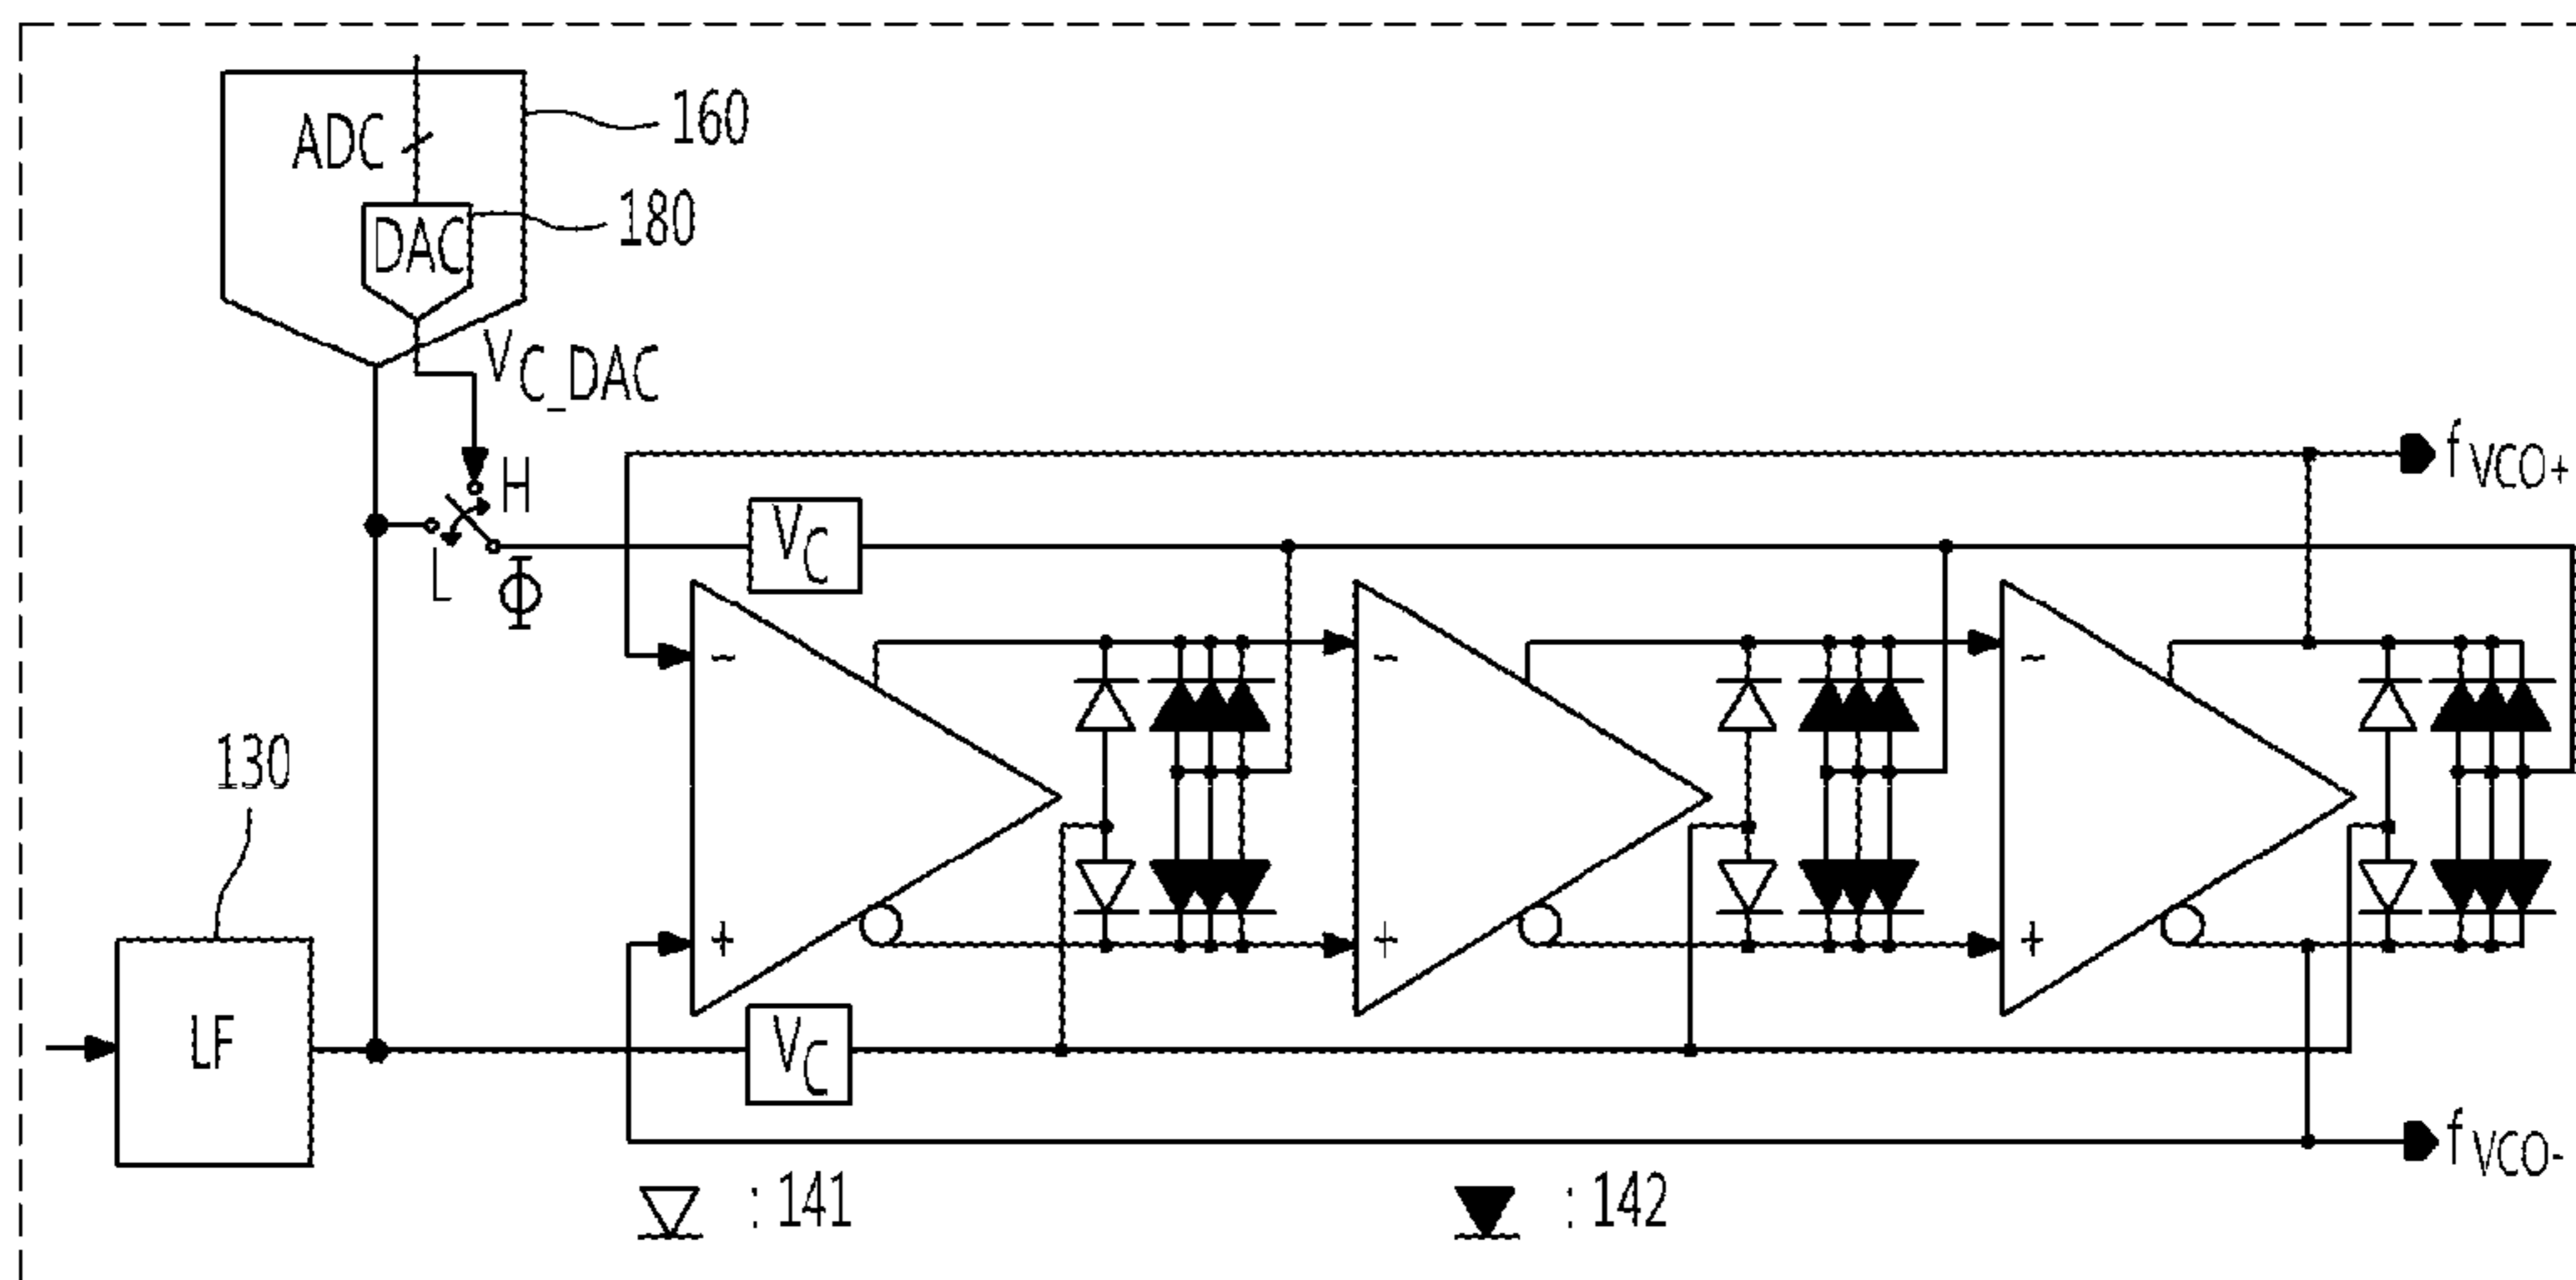 ADC
160
DAC
180
VC_DAC
H
L
Φ
VC
fVCO+
- - -
130
+ + +
LF
VC
fVCO-
: 141
: 142